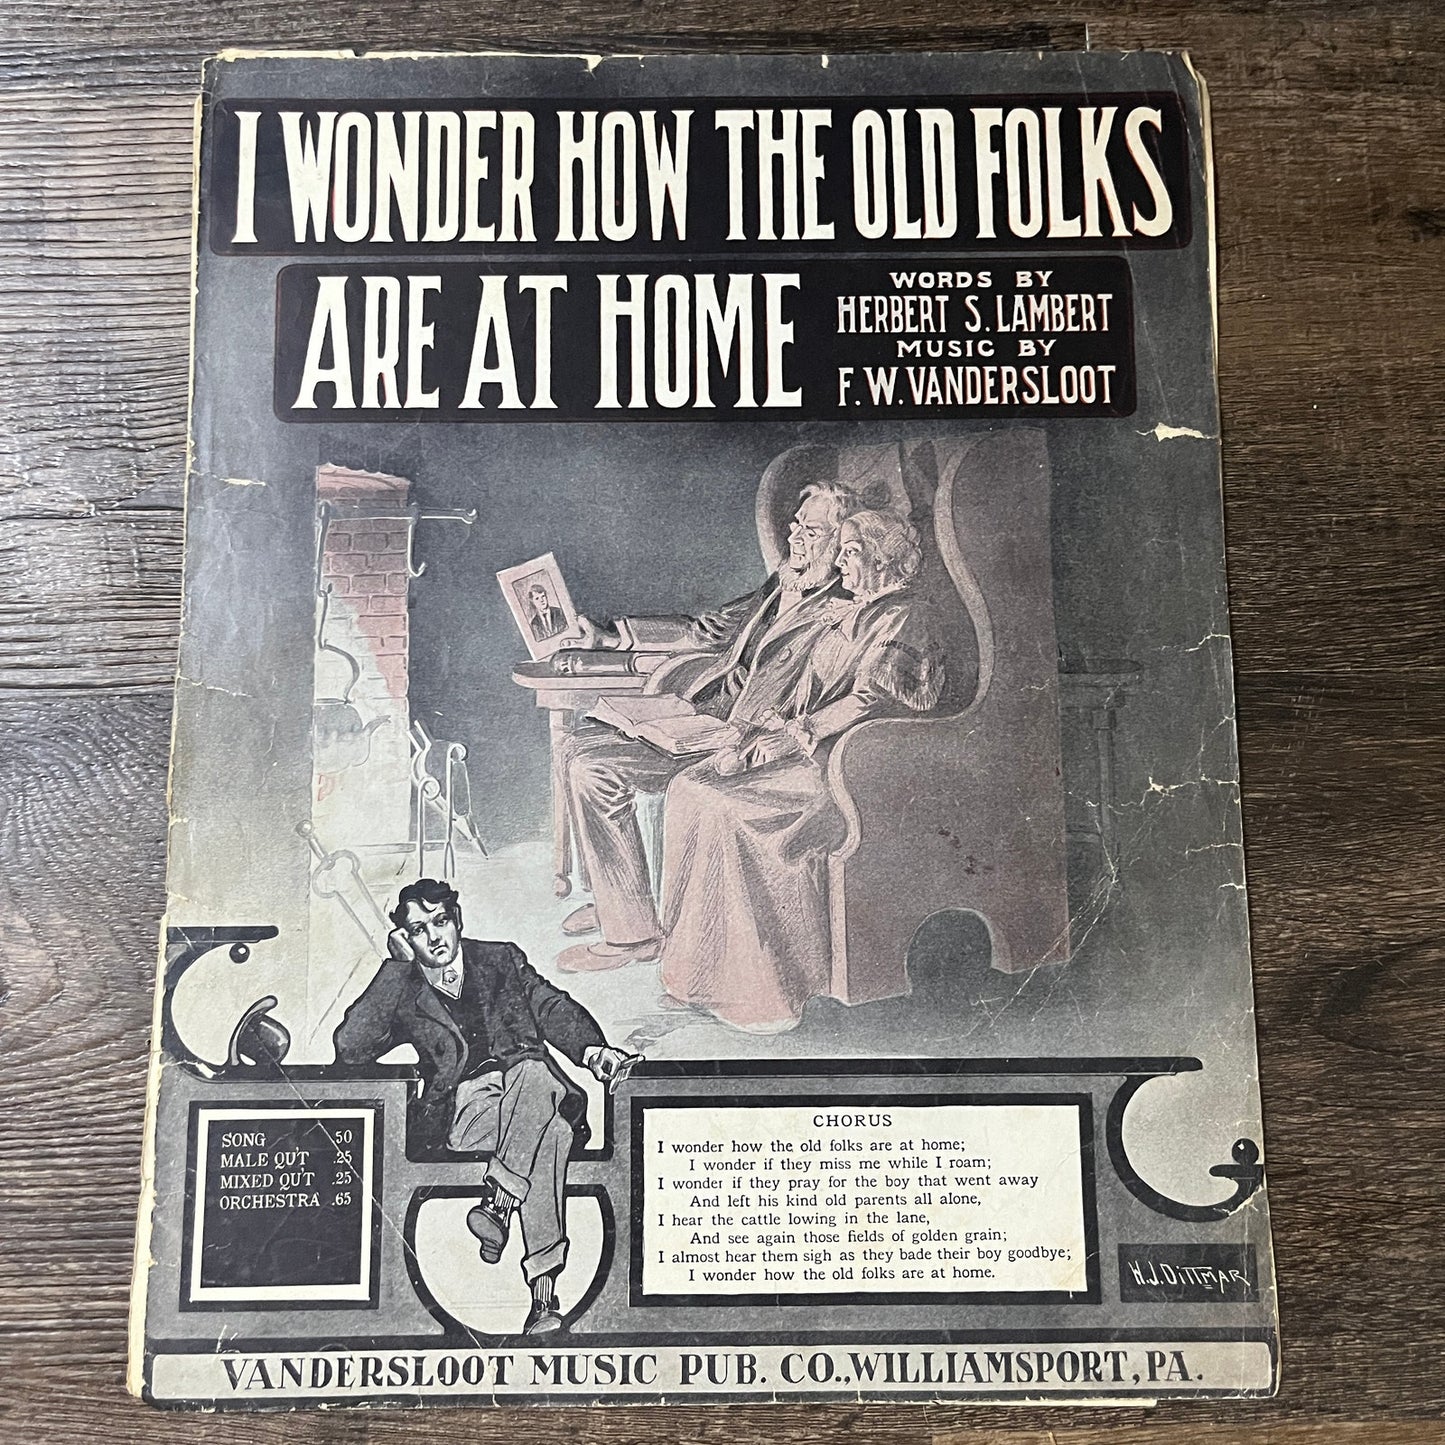 I WONDER HOW THE OLD FOLKS
ARE AT HOME
WORDS BY
HERBERT S. LAMBERT
MUSIC BY
F. W. VANDERSLOOT
SONG .50
MALE QU'T .25
MIXED QU'T .25
ORCHESTRA .65
CHORUS
I wonder how the old folks are at home;
I wonder if they miss me while I roam;
I wonder if they pray for the boy that went away
And left his kind old parents all alone,
I hear the cattle lowing in the lane,
And see again those fields of golden grain;
I almost hear them sigh as they bade their boy goodbye;
I wonder how the old folks are at home.
W.J. DITTMAR
VANDERSLOOT MUSIC PUB. CO., WILLIAMSPORT, PA.